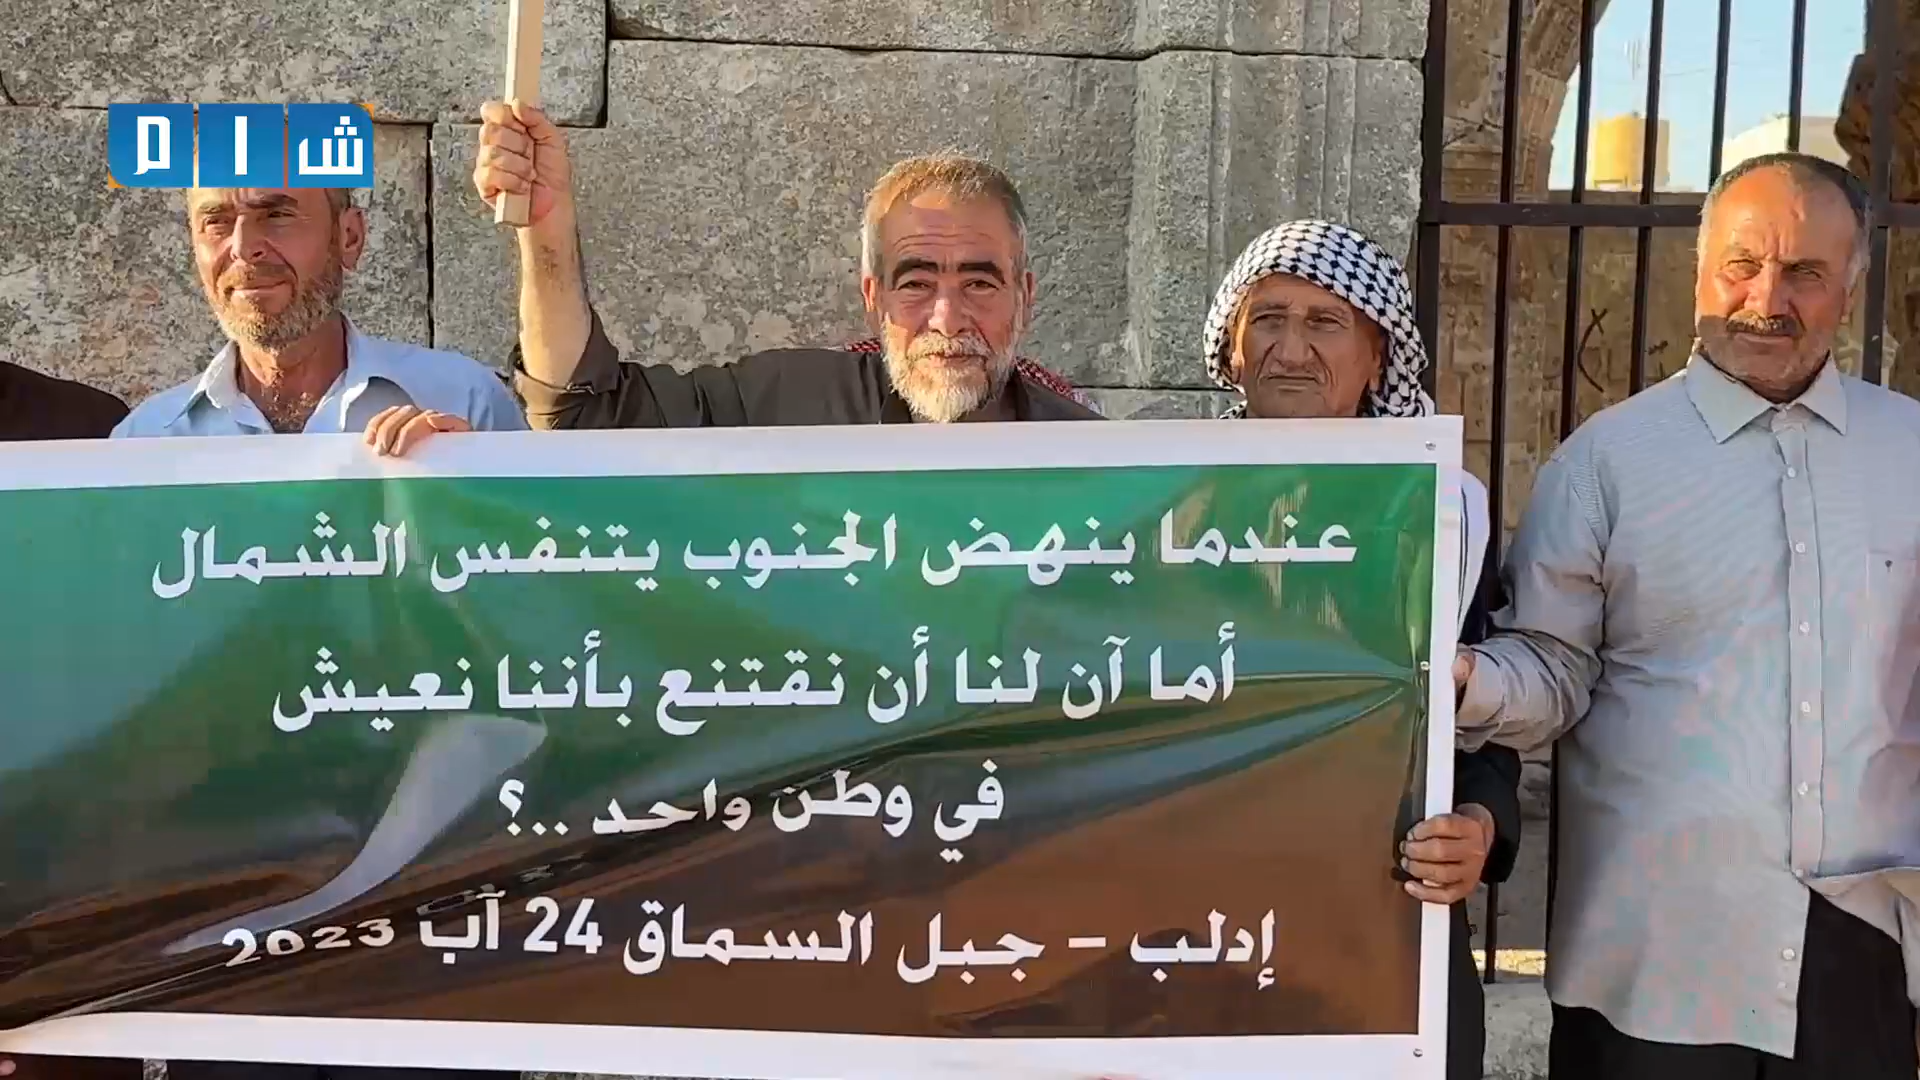 شام
عندما ينهض الجنوب يتنفس الشمال
أما آن لنا أن نقتنع بأننا نعيش
في وطن واحد ..؟
إدلب – جبل السماق 24 آب 2023